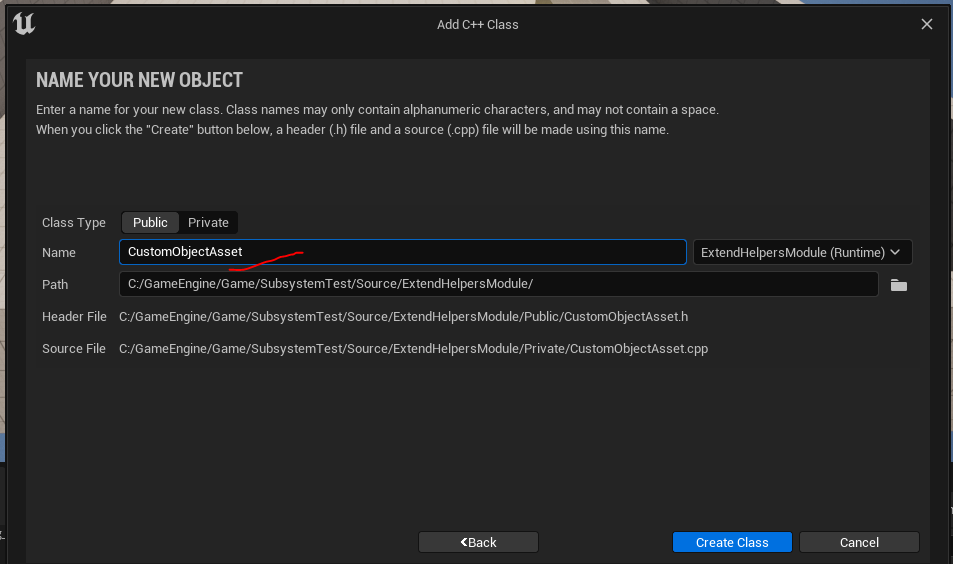 Add C++ Class
NAME YOUR NEW OBJECT
Enter a name for your new class. Class names may only contain alphanumeric characters, and may not contain a space.
When you click the "Create" button below, a header (.h) file and a source (.cpp) file will be made using this name.
Class Type Public Private
Name CustomObjectAsset ExtendHelpersModule (Runtime)
Path C:/GameEngine/Game/SubsystemTest/Source/ExtendHelpersModule/
Header File C:/GameEngine/Game/SubsystemTest/Source/ExtendHelpersModule/Public/CustomObjectAsset.h
Source File C:/GameEngine/Game/SubsystemTest/Source/ExtendHelpersModule/Private/CustomObjectAsset.cpp
Back Create Class Cancel